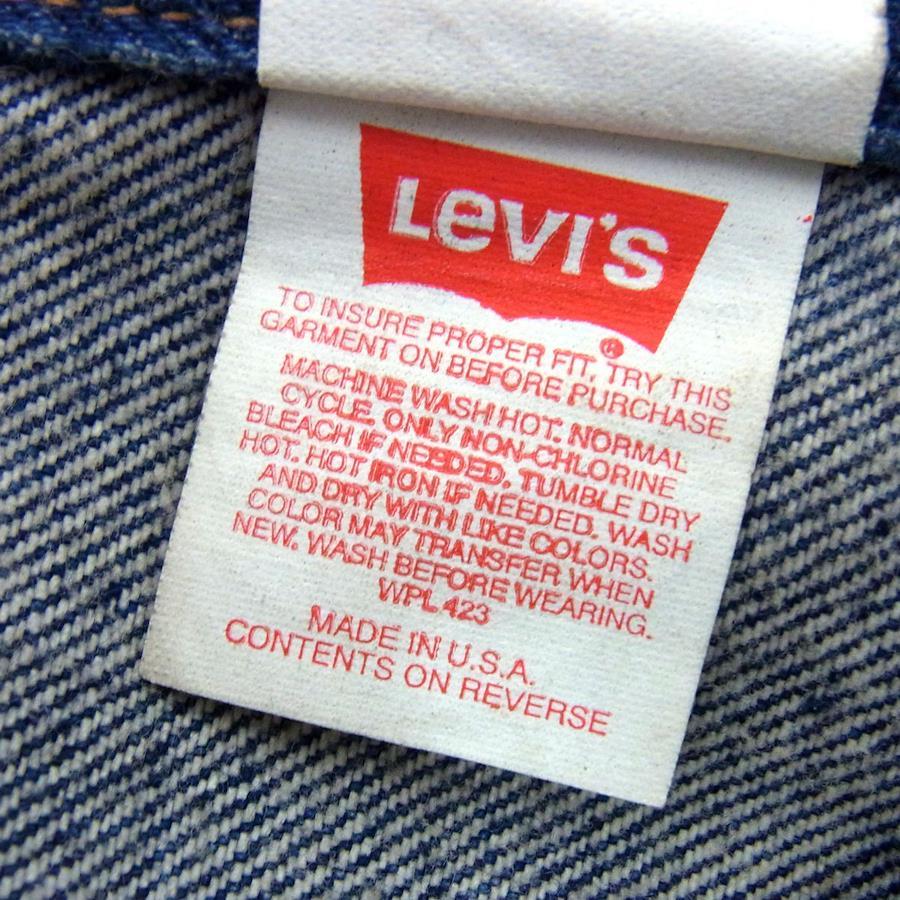 LEVI'S
®
TO INSURE PROPER FIT, TRY THIS
GARMENT ON BEFORE PURCHASE.
MACHINE WASH HOT. NORMAL
CYCLE. ONLY NON-CHLORINE
BLEACH IF NEEDED. TUMBLE DRY
HOT. HOT IRON IF NEEDED. WASH
AND DRY WITH LIKE COLORS.
COLOR MAY TRANSFER WHEN
NEW. WASH BEFORE WEARING.
WPL 423
MADE IN U.S.A.
CONTENTS ON REVERSE